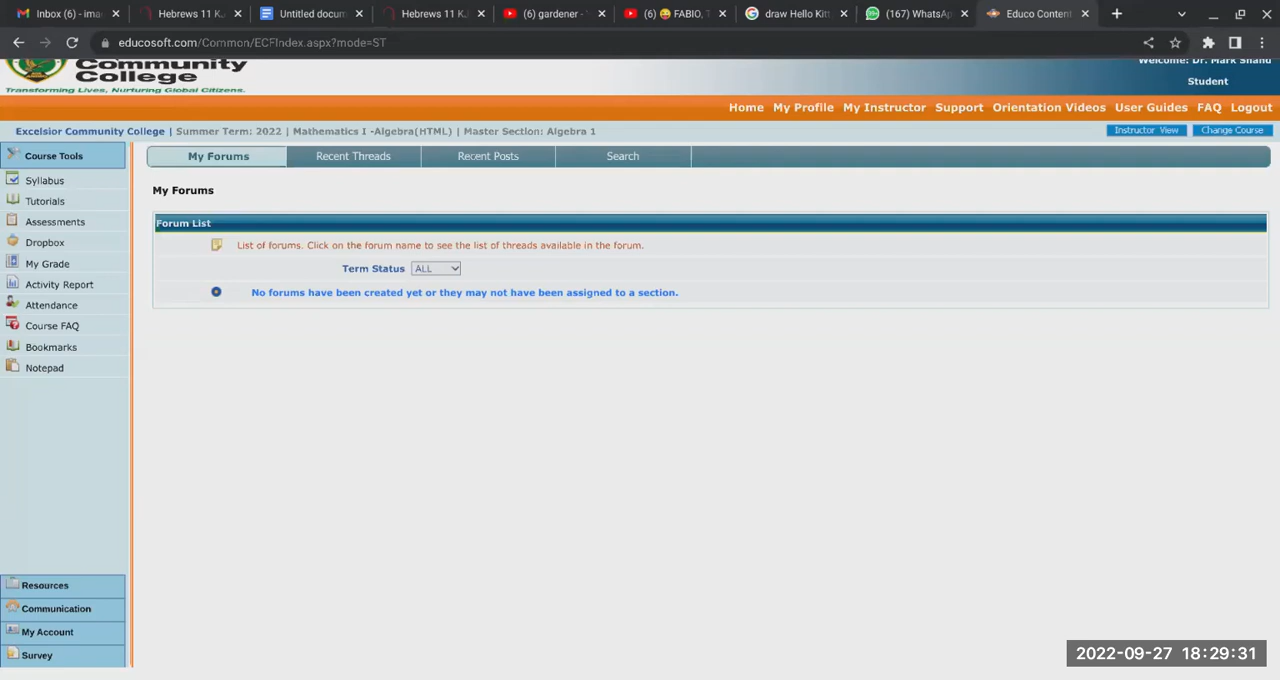 Inbox (6) - ima
Hebrews 11 KJ
Untitled docum
Hebrews 11 KJ
(6) gardener -
(6) 😜 FABIO, T
draw Hello Kitt
(167) WhatsAp
Educo Content
educosoft.com/Common/ECFIndex.aspx?mode=ST
Community
College
Transforming Lives, Nurturing Global Citizens.
Welcome: Dr. Mark Shand
Student
Home My Profile My Instructor Support Orientation Videos User Guides FAQ Logout
Excelsior Community College | Summer Term: 2022 | Mathematics I -Algebra(HTML) | Master Section: Algebra 1
Instructor View Change Course
Course Tools
Syllabus
Tutorials
Assessments
Dropbox
My Grade
Activity Report
Attendance
Course FAQ
Bookmarks
Notepad
Resources
Communication
My Account
Survey
My Forums Recent Threads Recent Posts Search
My Forums
Forum List
List of forums. Click on the forum name to see the list of threads available in the forum.
Term Status ALL
No forums have been created yet or they may not have been assigned to a section.
2022-09-27 18:29:31